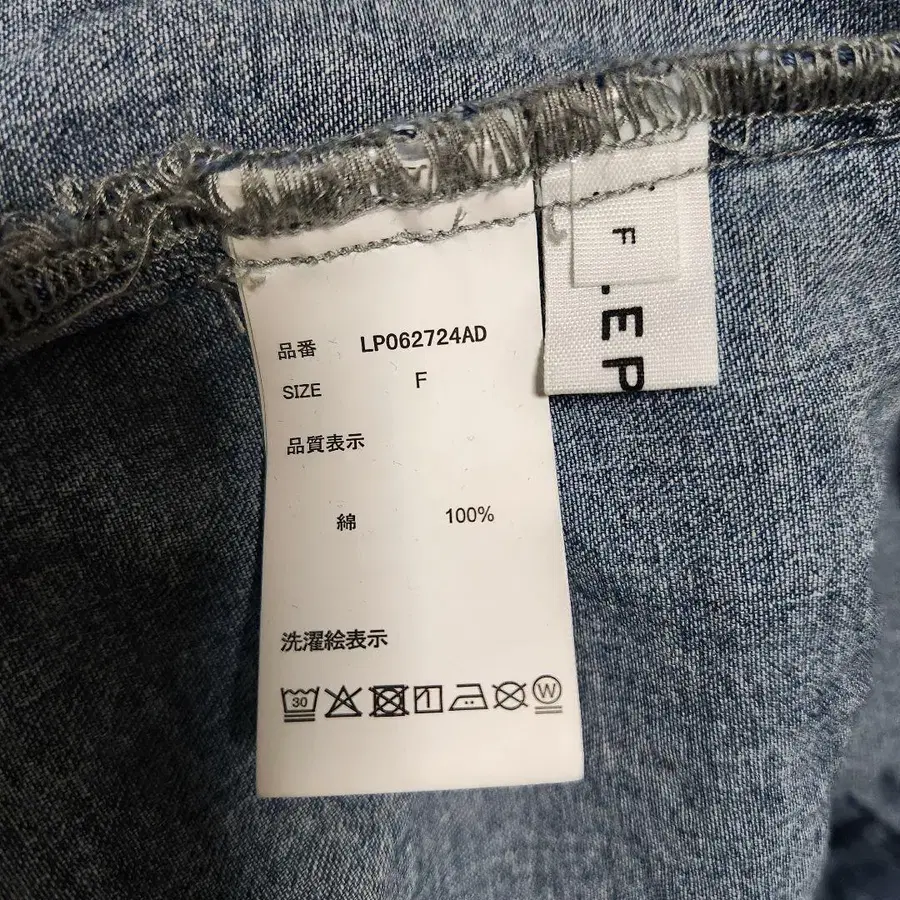 品番 LP062724AD
SIZE F
品質表示
綿 100%
洗濯絵表示
30 W
F
.EP